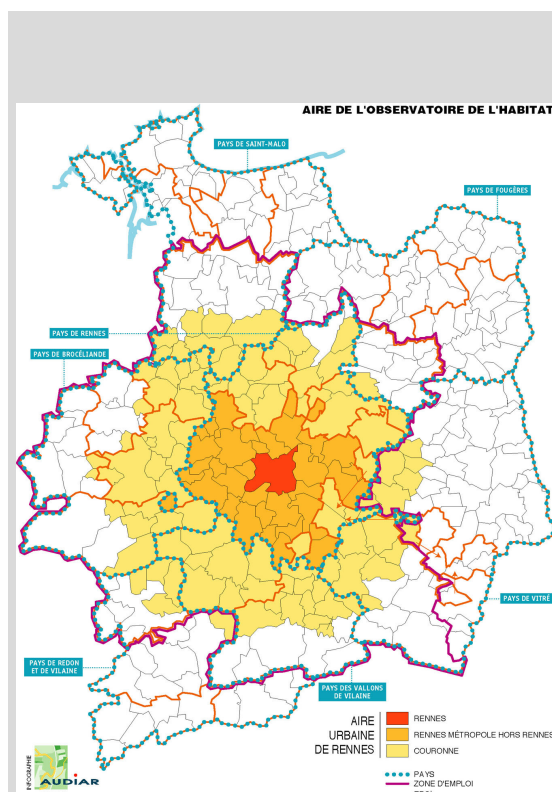 AIRE DE L'OBSERVATOIRE DE L'HABITAT
PAYS DE SAINT-MALO
PAYS DE FOUGÈRES
PAYS DE RENNES
PAYS DE BROCÉLIANDE
PAYS DE VITRÉ
PAYS DE REDON
ET DE VILAINE
PAYS DES VALLONS
DE VILAINE
AIRE
URBAINE
DE RENNES
RENNES
RENNES MÉTROPOLE HORS RENNES
COURONNE
PAYS
ZONE D'EMPLOI
INFOGRAPHIE
AUDIAR